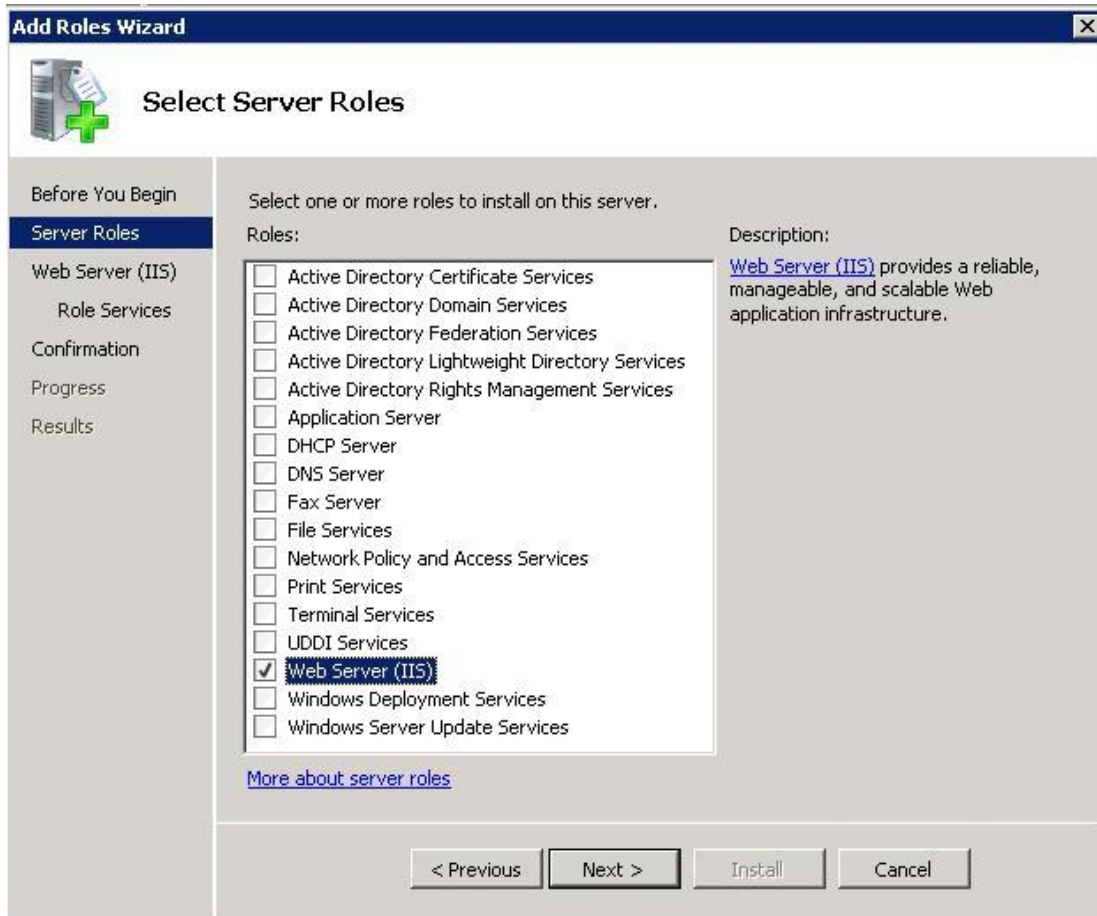 Add Roles Wizard
Select Server Roles
Before You Begin
Server Roles
Web Server (IIS)
Role Services
Confirmation
Progress
Results
Select one or more roles to install on this server.
Roles:
Active Directory Certificate Services
Active Directory Domain Services
Active Directory Federation Services
Active Directory Lightweight Directory Services
Active Directory Rights Management Services
Application Server
DHCP Server
DNS Server
Fax Server
File Services
Network Policy and Access Services
Print Services
Terminal Services
UDDI Services
Web Server (IIS)
Windows Deployment Services
Windows Server Update Services
More about server roles
Description:
Web Server (IIS) provides a reliable,
manageable, and scalable Web
application infrastructure.
< Previous
Next >
Install
Cancel